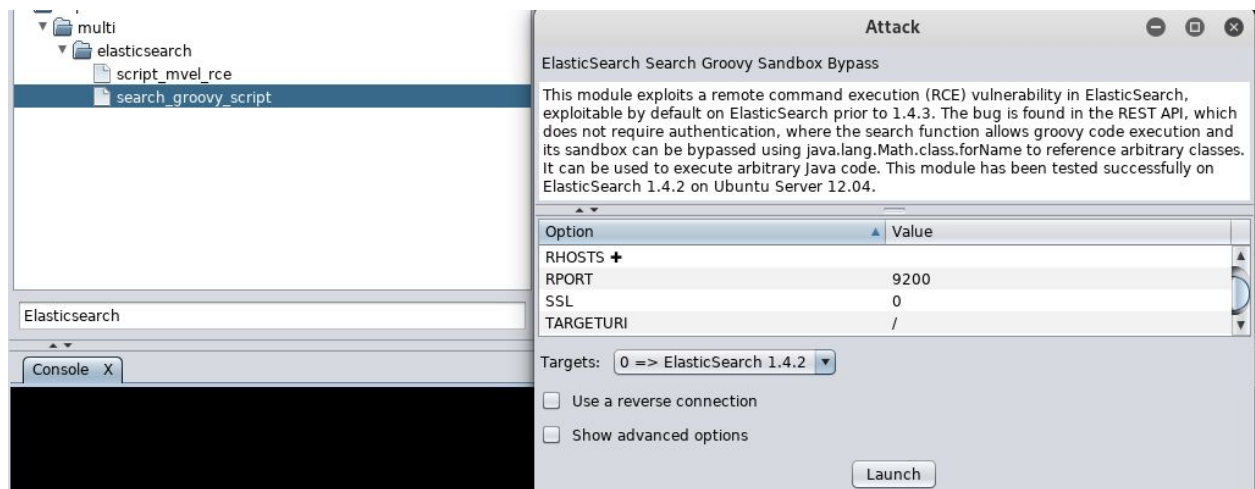 multi
elasticsearch
script_mvel_rce
search_groovy_script
Elasticsearch
Console X
Attack
ElasticSearch Search Groovy Sandbox Bypass
This module exploits a remote command execution (RCE) vulnerability in ElasticSearch,
exploitable by default on ElasticSearch prior to 1.4.3. The bug is found in the REST API, which
does not require authentication, where the search function allows groovy code execution and
its sandbox can be bypassed using java.lang.Math.class.forName to reference arbitrary classes.
It can be used to execute arbitrary Java code. This module has been tested successfully on
ElasticSearch 1.4.2 on Ubuntu Server 12.04.
Option Value
RHOSTS +
RPORT 9200
SSL 0
TARGETURI /
Targets: 0 => ElasticSearch 1.4.2
Use a reverse connection
Show advanced options
Launch